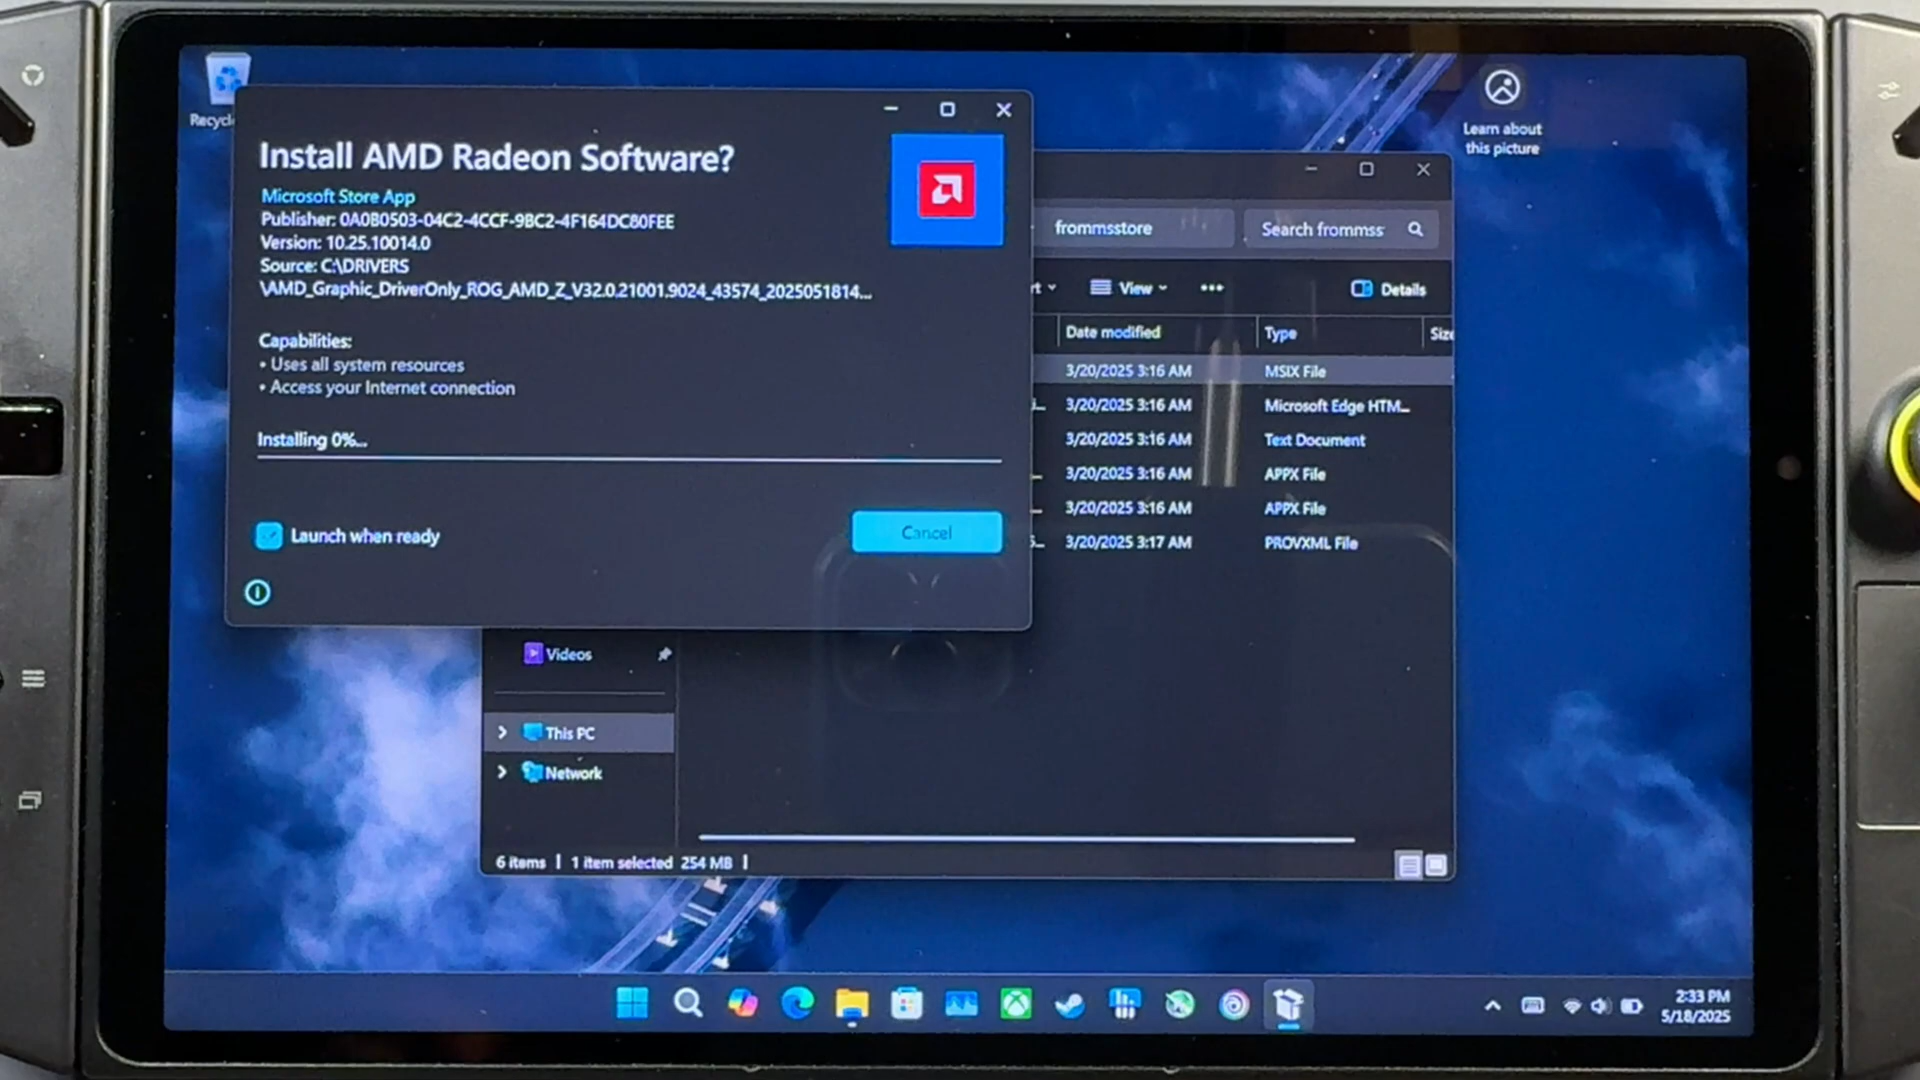 Install AMD Radeon Software?
Microsoft Store App
Publisher: 0A0B0503-04C2-4CCF-9BC2-4F164DC80FEE
Version: 10.25.10014.0
Source: C:\DRIVERS
\AMD_Graphic_DriverOnly_ROG_AMD_Z_V32.0.21001.9024_43574_2025051814...
Capabilities:
• Uses all system resources
• Access your Internet connection
Installing 0%...
Launch when ready
Cancel
Learn about
this picture
frommsstore
Search frommss
View
Details
Date modified
Type
3/20/2025 3:16 AM
MSIX File
3/20/2025 3:16 AM
Microsoft Edge HTM...
3/20/2025 3:16 AM
Text Document
3/20/2025 3:16 AM
APPX File
3/20/2025 3:16 AM
APPX File
3/20/2025 3:17 AM
PROVXML File
Videos
This PC
Network
6 items
1 item selected 254 MB
2:33 PM
5/18/2025